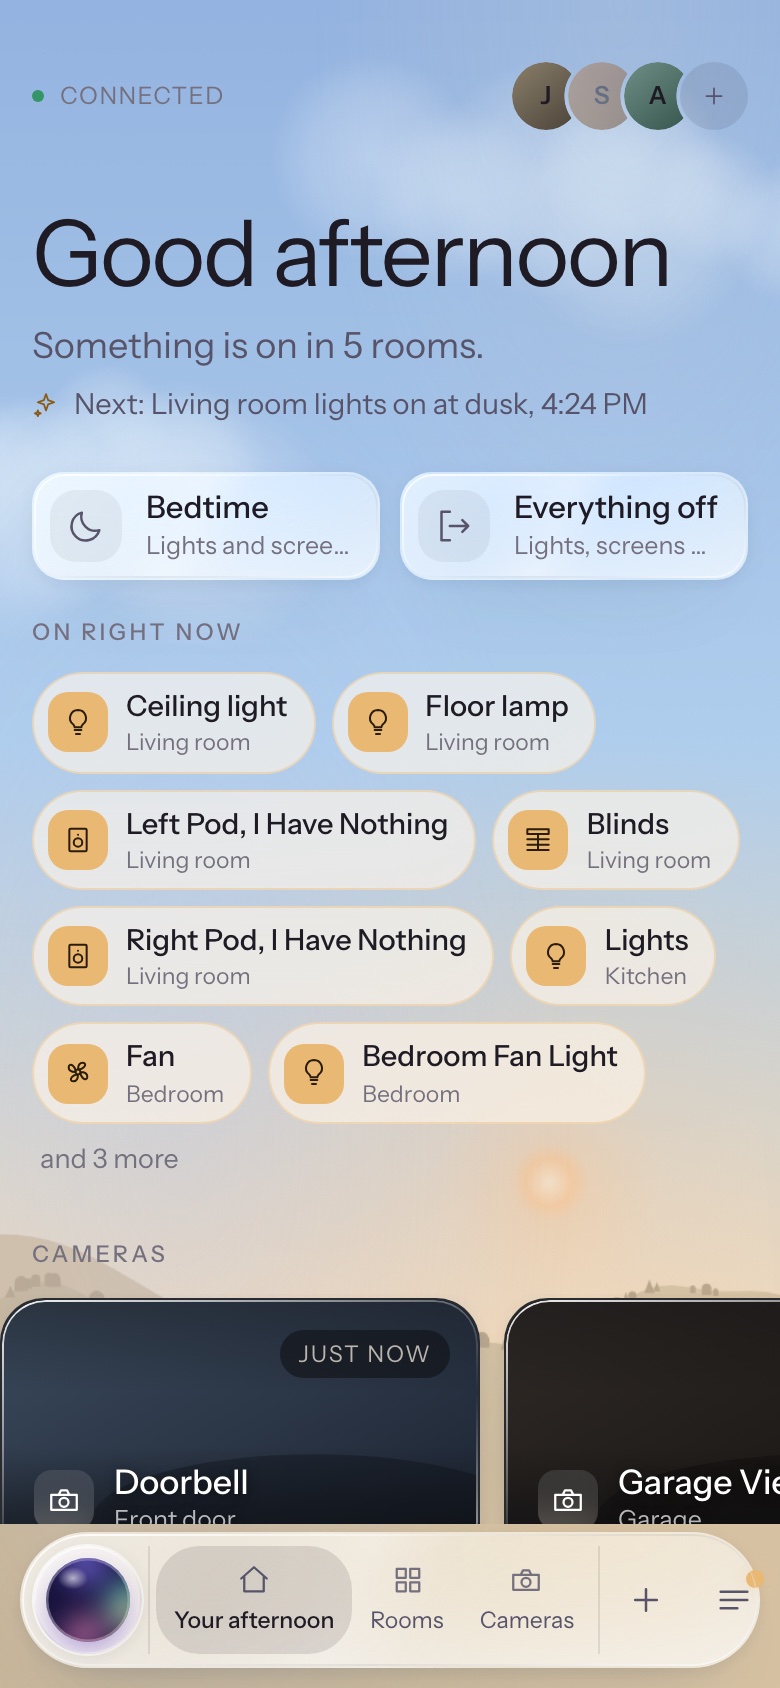 CONNECTED
J
S
A
+
Good afternoon
Something is on in 5 rooms.
Next: Living room lights on at dusk, 4:24 PM
Bedtime
Lights and scree...
Everything off
Lights, screens ...
ON RIGHT NOW
Ceiling light
Living room
Floor lamp
Living room
Left Pod, I Have Nothing
Living room
Blinds
Living room
Right Pod, I Have Nothing
Living room
Lights
Kitchen
Fan
Bedroom
Bedroom Fan Light
Bedroom
and 3 more
CAMERAS
JUST NOW
Doorbell
Front door
Garage Vie
Garage
Your afternoon
Rooms
Cameras